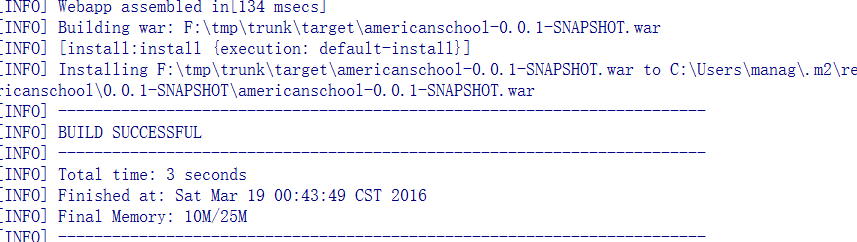 [INFO] Webapp assembled in[134 msecs]
[INFO] Building war: F:\tmp\trunk\target\americanschool-0.0.1-SNAPSHOT.war
[INFO] [install:install {execution: default-install}]
[INFO] Installing F:\tmp\trunk\target\americanschool-0.0.1-SNAPSHOT.war to C:\Users\manag\.m2\re
ricanschool\0.0.1-SNAPSHOT\americanschool-0.0.1-SNAPSHOT.war
[INFO] ------------------------------------------------------------------------
[INFO] BUILD SUCCESSFUL
[INFO] ------------------------------------------------------------------------
[INFO] Total time: 3 seconds
[INFO] Finished at: Sat Mar 19 00:43:49 CST 2016
[INFO] Final Memory: 10M/25M
[INFO] ------------------------------------------------------------------------